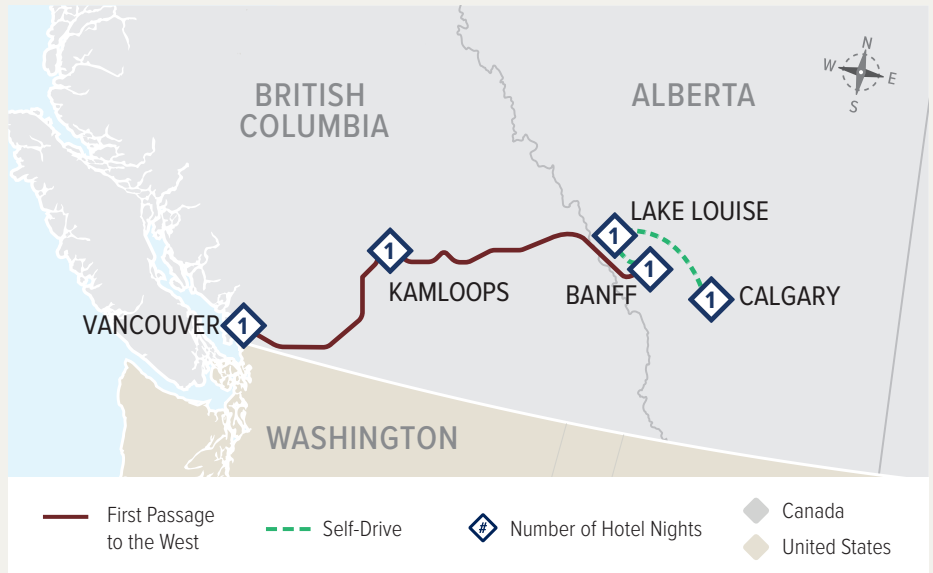 N
W
E
S
BRITISH
COLUMBIA
ALBERTA
LAKE LOUISE
1
1
KAMLOOPS
BANFF
1
1
CALGARY
VANCOUVER
1
WASHINGTON
First Passage
to the West
Self-Drive
# Number of Hotel Nights
Canada
United States